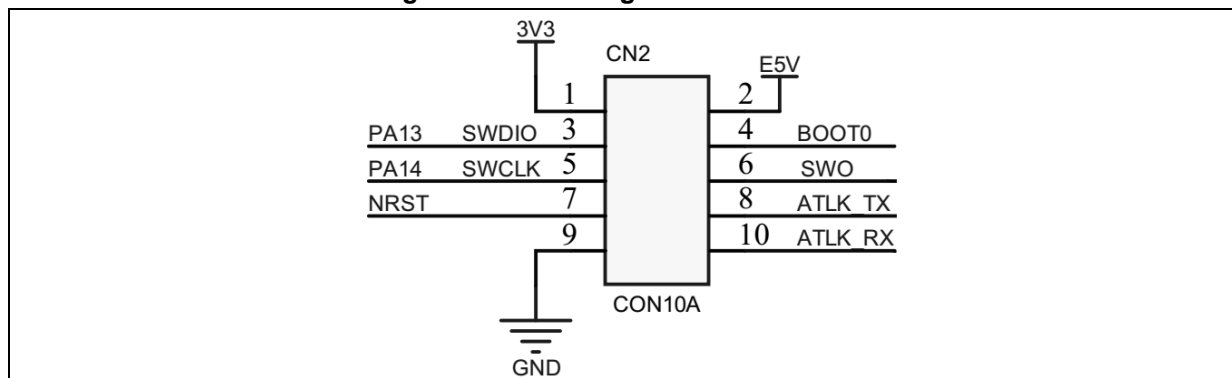 3V3
CN2
E5V
1 2
PA13 SWDIO 3 4 BOOT0
PA14 SWCLK 5 6 SWO
NRST 7 8 ATLK_TX
9 10 ATLK_RX
CON10A
GND